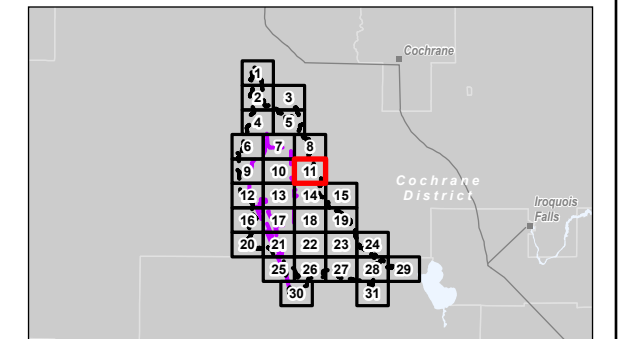 Cochrane
1
2 3
4 5
6 7 8
9 10 11
12 13 14 15
16 17 18 19
20 21 22 23 24
25 26 27 28 29
30 31
Cochrane
District
Iroquois
Falls